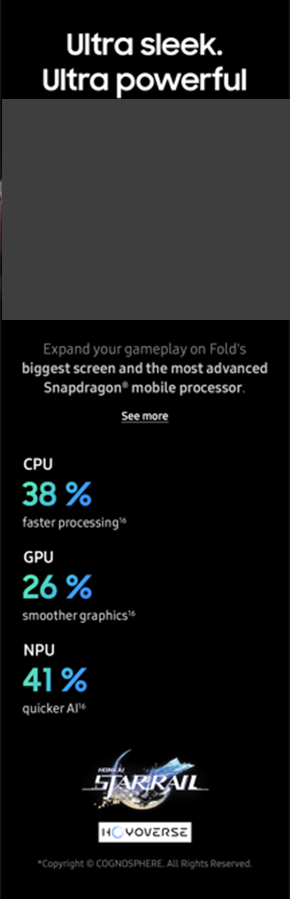 Ultra sleek.
Ultra powerful
Expand your gameplay on Fold's
biggest screen and the most advanced
Snapdragon® mobile processor.
See more
CPU
38 %
faster processing¹⁶
GPU
26 %
smoother graphics¹⁶
NPU
41 %
quicker AI¹⁶
HONKAI
STAR RAIL
HOYOVERSE
*Copyright © COGNOSPHERE. All Rights Reserved.